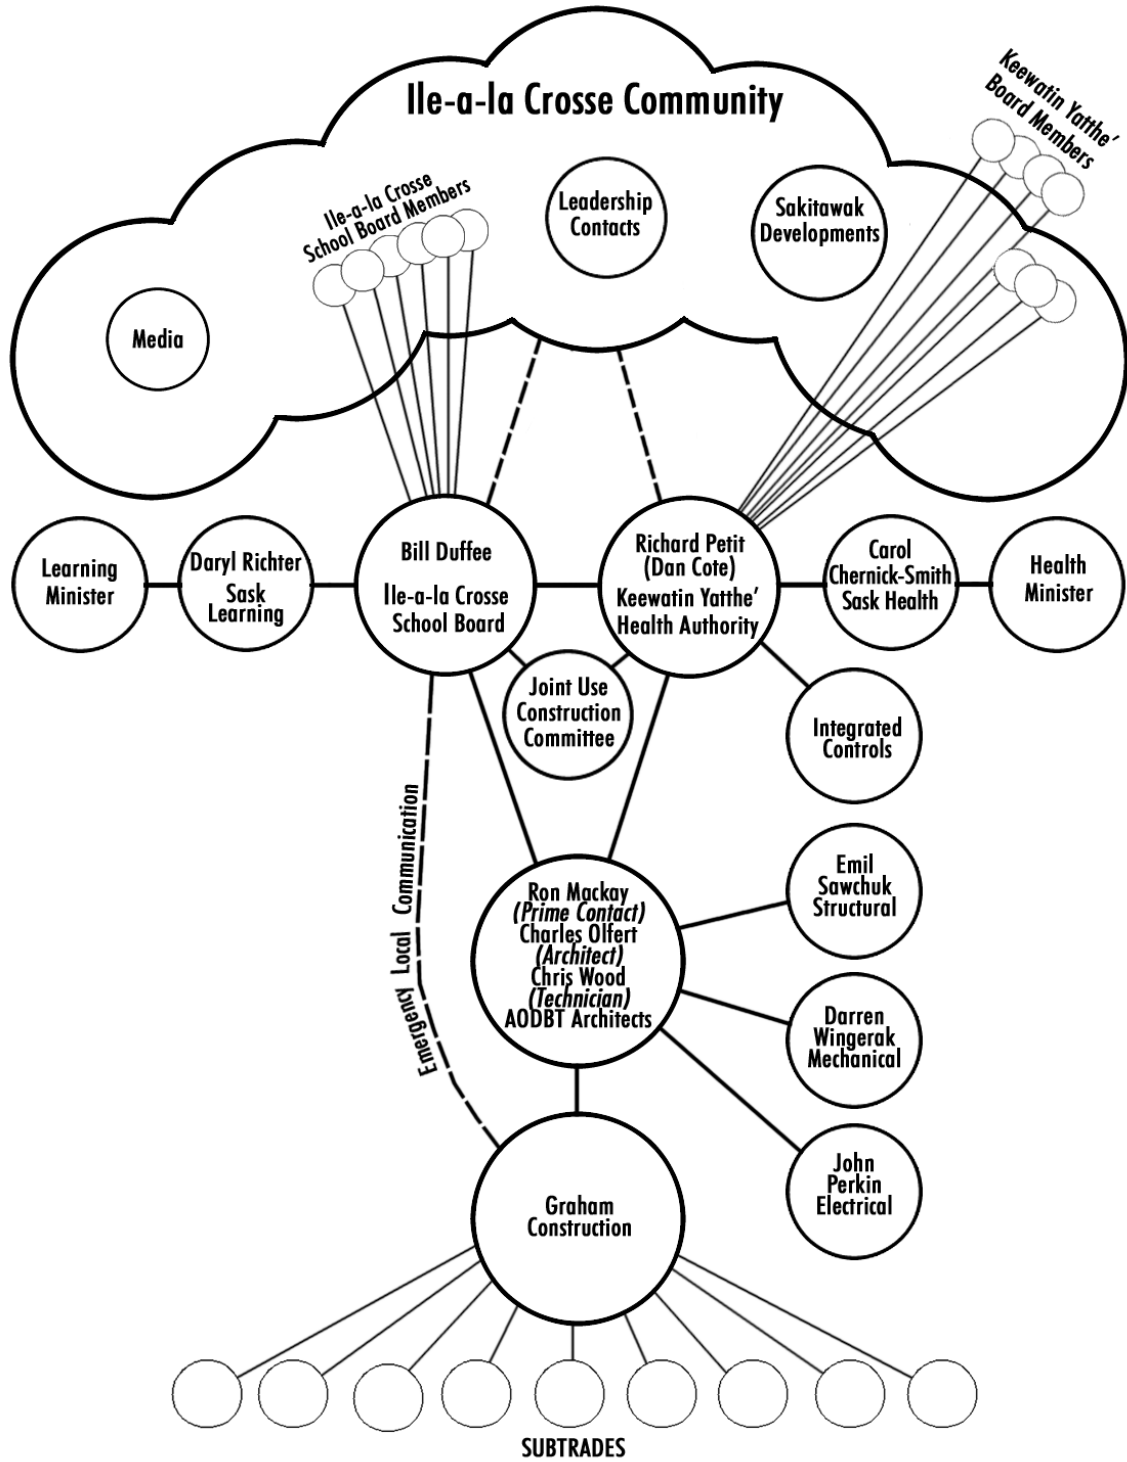 Ile-a-la Crosse Community
Keewatin Yatthe'
Board Members
Ile-a-la Crosse
School Board Members
Leadership
Contacts
Sakitawak
Developments
Media
Learning
Minister
Daryl Richter
Sask
Learning
Bill Duffee
Ile-a-la Crosse
School Board
Richard Petit
(Dan Cote)
Keewatin Yatthe'
Health Authority
Carol
Chernick-Smith
Sask Health
Health
Minister
Joint Use
Construction
Committee
Integrated
Controls
Emergency Local Communication
Ron Mackay
(Prime Contact)
Charles Olfert
(Architect)
Chris Wood
(Technician)
AODBT Architects
Emil
Sawchuk
Structural
Darren
Wingerak
Mechanical
John
Perkin
Electrical
Graham
Construction
SUBTRADES